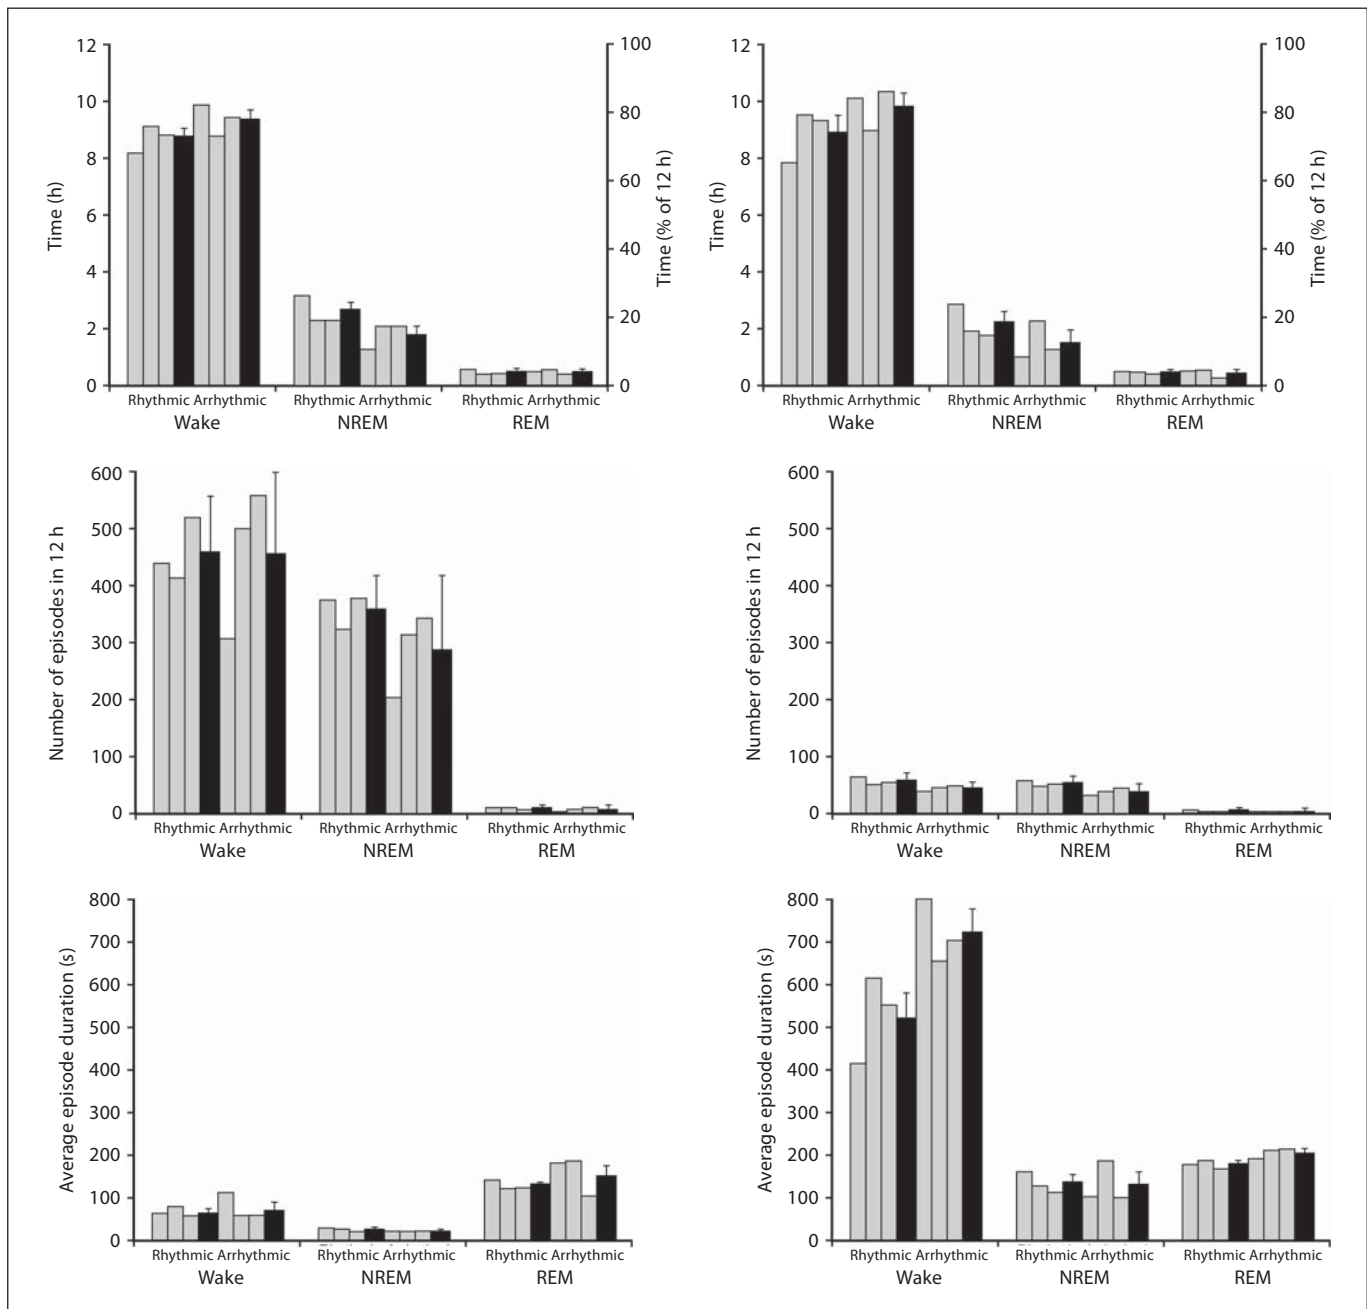 12
10
8
6
4
2
0
Time (h)
100
80
60
40
20
0
Time (% of 12 h)
Rhythmic Arrhythmic Rhythmic Arrhythmic Rhythmic Arrhythmic
Wake NREM REM
12
10
8
6
4
2
0
Time (h)
100
80
60
40
20
0
Time (% of 12 h)
Rhythmic Arrhythmic Rhythmic Arrhythmic Rhythmic Arrhythmic
Wake NREM REM
600
500
400
300
200
100
0
Number of episodes in 12 h
Rhythmic Arrhythmic Rhythmic Arrhythmic Rhythmic Arrhythmic
Wake NREM REM
600
500
400
300
200
100
0
Number of episodes in 12 h
Rhythmic Arrhythmic Rhythmic Arrhythmic Rhythmic Arrhythmic
Wake NREM REM
800
700
600
500
400
300
200
100
0
Average episode duration (s)
Rhythmic Arrhythmic Rhythmic Arrhythmic Rhythmic Arrhythmic
Wake NREM REM
800
700
600
500
400
300
200
100
0
Average episode duration (s)
Rhythmic Arrhythmic Rhythmic Arrhythmic Rhythmic Arrhythmic
Wake NREM REM